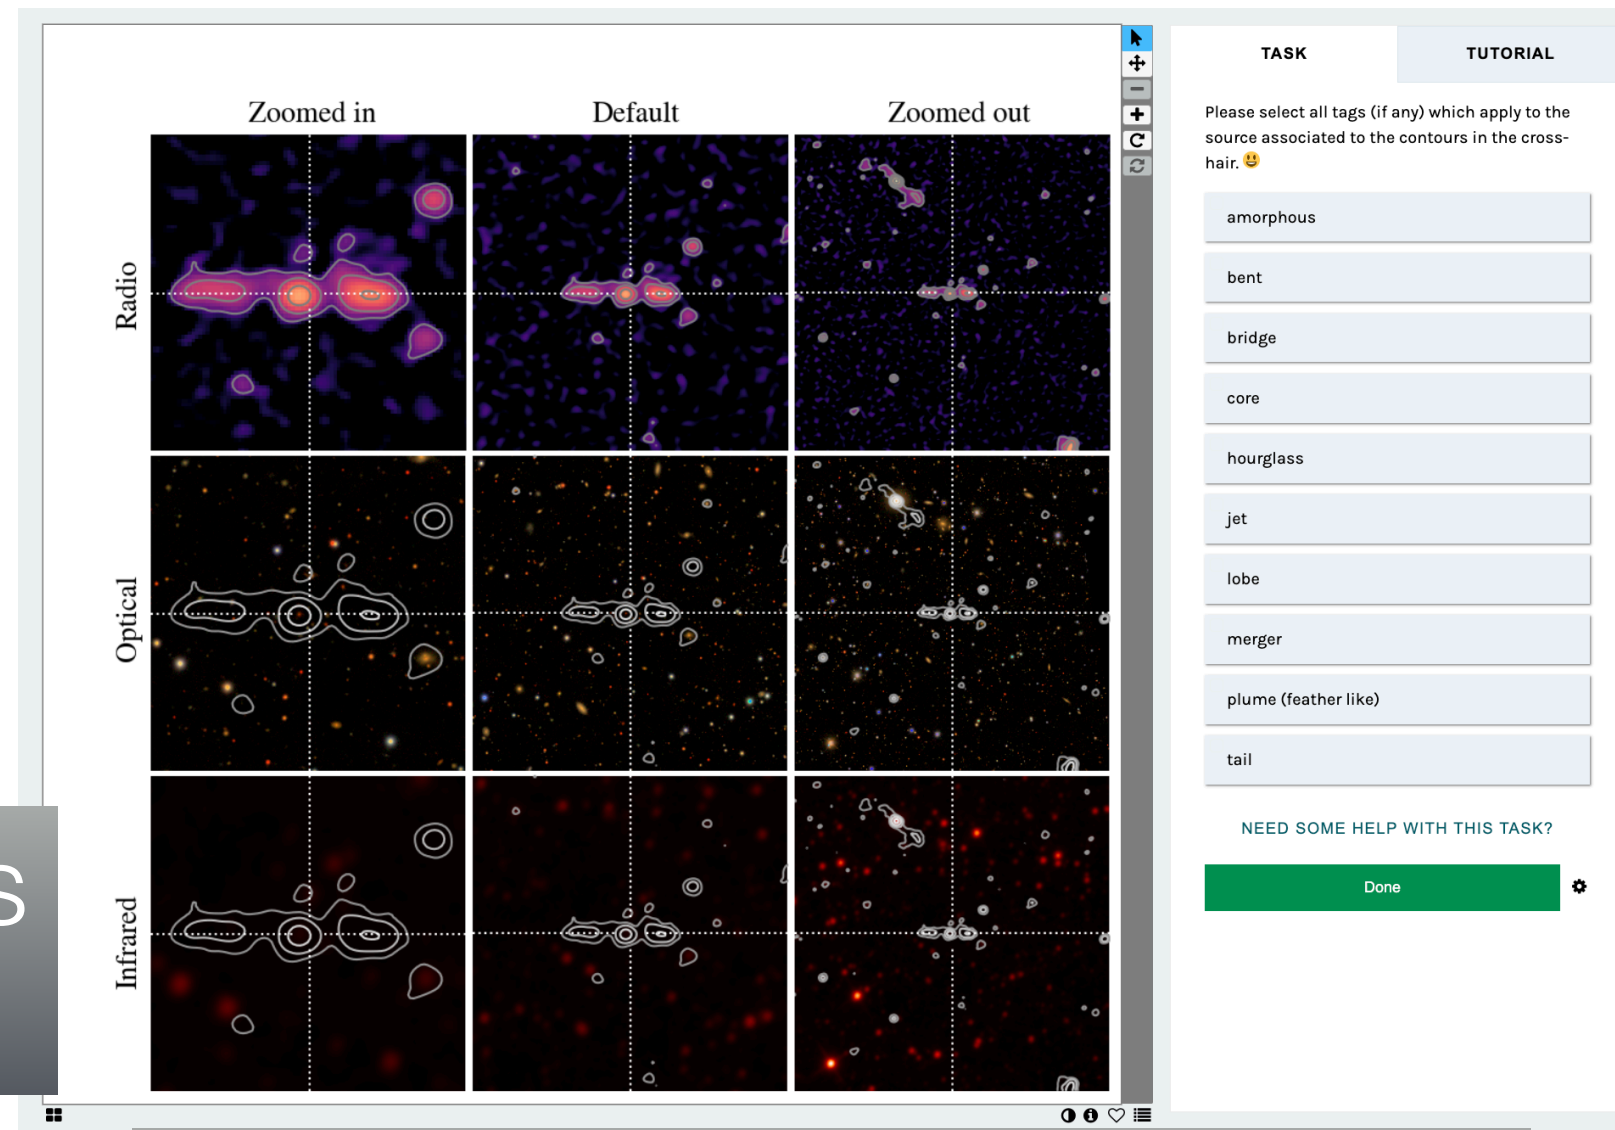 Zoomed in
Default
Zoomed out
Radio
Optical
Infrared
S
TASK
TUTORIAL
Please select all tags (if any) which apply to the
source associated to the contours in the cross-
hair. 😃
amorphous
bent
bridge
core
hourglass
jet
lobe
merger
plume (feather like)
tail
NEED SOME HELP WITH THIS TASK?
Done